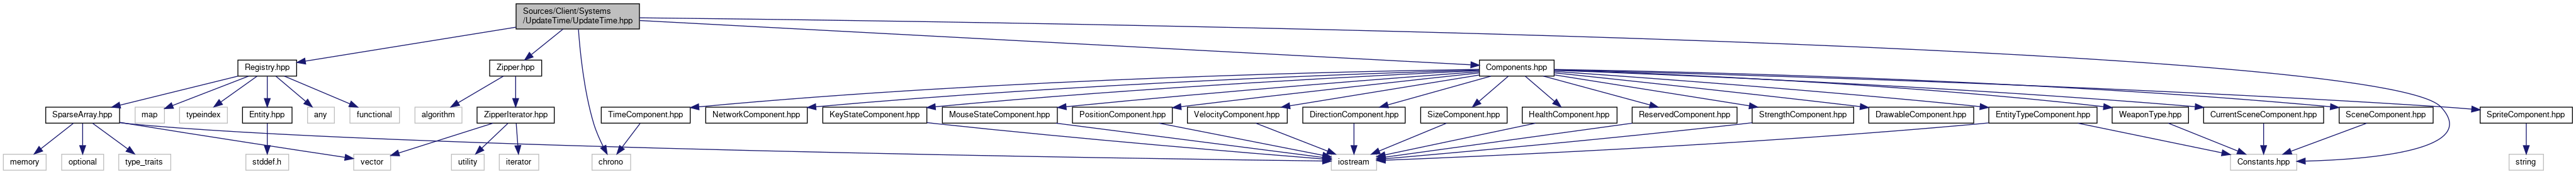 Sources/Client/Systems
/UpdateTime/UpdateTime.hpp
Registry.hpp
Zipper.hpp
Components.hpp
SparseArray.hpp
map
typeindex
Entity.hpp
any
functional
algorithm
ZipperIterator.hpp
TimeComponent.hpp
NetworkComponent.hpp
KeyStateComponent.hpp
MouseStateComponent.hpp
PositionComponent.hpp
VelocityComponent.hpp
DirectionComponent.hpp
SizeComponent.hpp
HealthComponent.hpp
ReservedComponent.hpp
StrengthComponent.hpp
DrawableComponent.hpp
EntityTypeComponent.hpp
WeaponType.hpp
CurrentSceneComponent.hpp
SceneComponent.hpp
SpriteComponent.hpp
memory
optional
type_traits
stddef.h
vector
utility
iterator
chrono
iostream
Constants.hpp
string